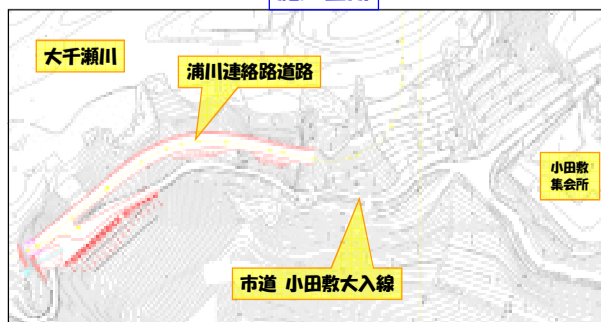 大千瀬川
浦川連絡路道路
小田敷
集会所
市道 小田敷大入線